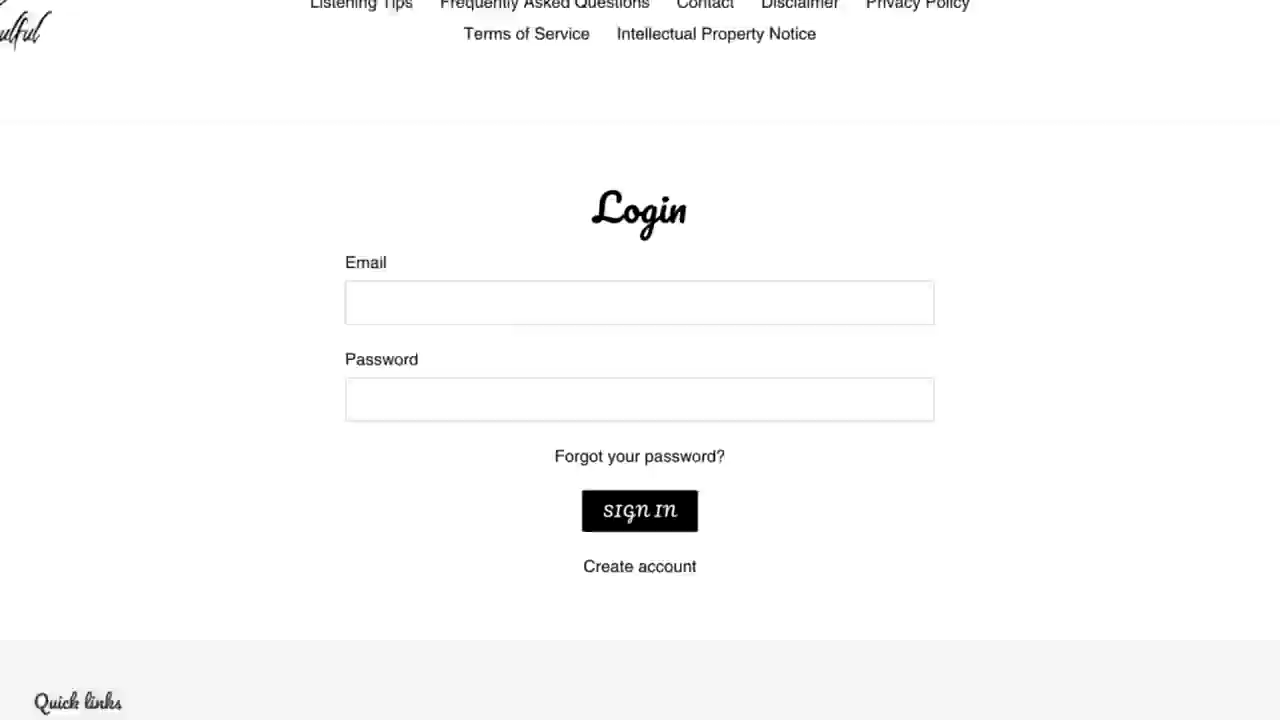 Listening Tips Frequently Asked Questions Contact Disclaimer Privacy Policy
Terms of Service Intellectual Property Notice
Login
Email
Password
Forgot your password?
SIGN IN
Create account
Quick links